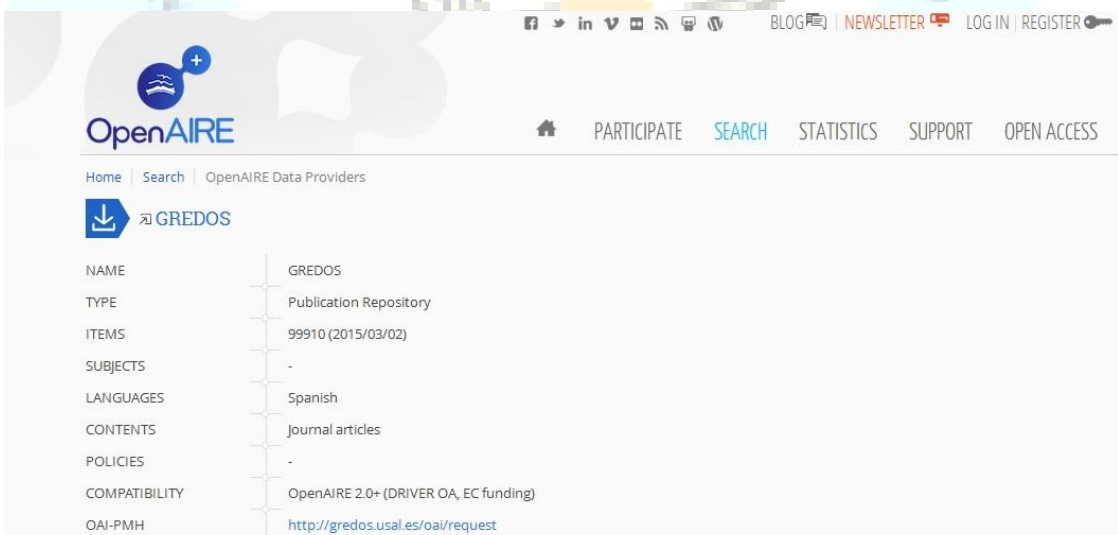 BLOG | NEWSLETTER LOG IN | REGISTER
OpenAIRE
PARTICIPATE SEARCH STATISTICS SUPPORT OPEN ACCESS
Home | Search | OpenAIRE Data Providers
GREDOS
NAME GREDOS
TYPE Publication Repository
ITEMS 99910 (2015/03/02)
SUBJECTS -
LANGUAGES Spanish
CONTENTS Journal articles
POLICIES -
COMPATIBILITY OpenAIRE 2.0+ (DRIVER OA, EC funding)
OAI-PMH http://gredos.usal.es/oai/request